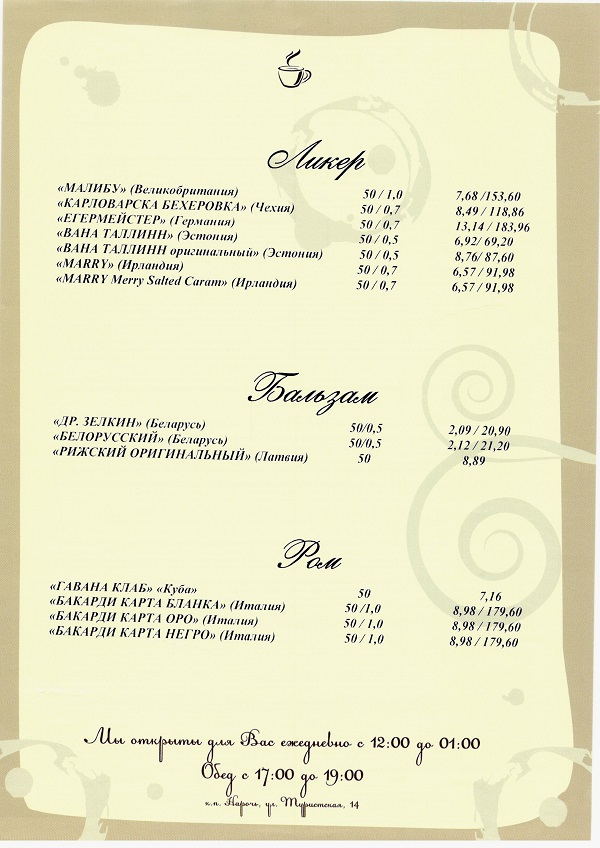 Ликер
«МАЛИБУ» (Великобритания) 50 / 1,0 7,68 /153,60
«КАРЛОВАРСКА БЕХЕРОВКА» (Чехия) 50 / 0,7 8,49 / 118,86
«ЕГЕРМЕЙСТЕР» (Германия) 50 / 0,7 13,14 / 183,96
«ВАНА ТАЛЛИНН» (Эстония) 50 / 0,5 6,92/ 69,20
«ВАНА ТАЛЛИНН оригинальный» (Эстония) 50 / 0,5 8,76/ 87,60
«MARRY» (Ирландия) 50 / 0,7 6,57 / 91,98
«MARRY Merry Salted Caram» (Ирландия) 50 / 0,7 6,57 / 91,98
Бальзам
«ДР. ЗЕЛКИН» (Беларусь) 50/0,5 2,09 / 20,90
«БЕЛОРУССКИЙ» (Беларусь) 50/0,5 2,12 / 21,20
«РИЖСКИЙ ОРИГИНАЛЬНЫЙ» (Латвия) 50 8,89
Ром
«ГАВАНА КЛАБ» «Куба» 50 7,16
«БАКАРДИ КАРТА БЛАНКА» (Италия) 50 /1,0 8,98 / 179,60
«БАКАРДИ КАРТА ОРО» (Италия) 50 / 1,0 8,98 / 179,60
«БАКАРДИ КАРТА НЕГРО» (Италия) 50 / 1,0 8,98 / 179,60
Мы открыты для Вас ежедневно с 12:00 до 01:00
Обед с 17:00 до 19:00
к.п. Нарочь, ул. Туристская, 14